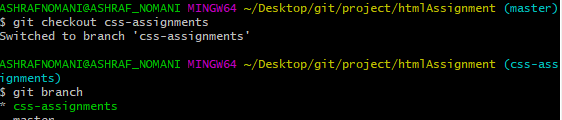 ASHRAFNOMANI@ASHRAF_NOMANI MINGW64 ~/Desktop/git/project/htmlAssignment (master)
$ git checkout css-assignments
Switched to branch 'css-assignments'
ASHRAFNOMANI@ASHRAF_NOMANI MINGW64 ~/Desktop/git/project/htmlAssignment (css-ass
ignments)
$ git branch
* css-assignments
master